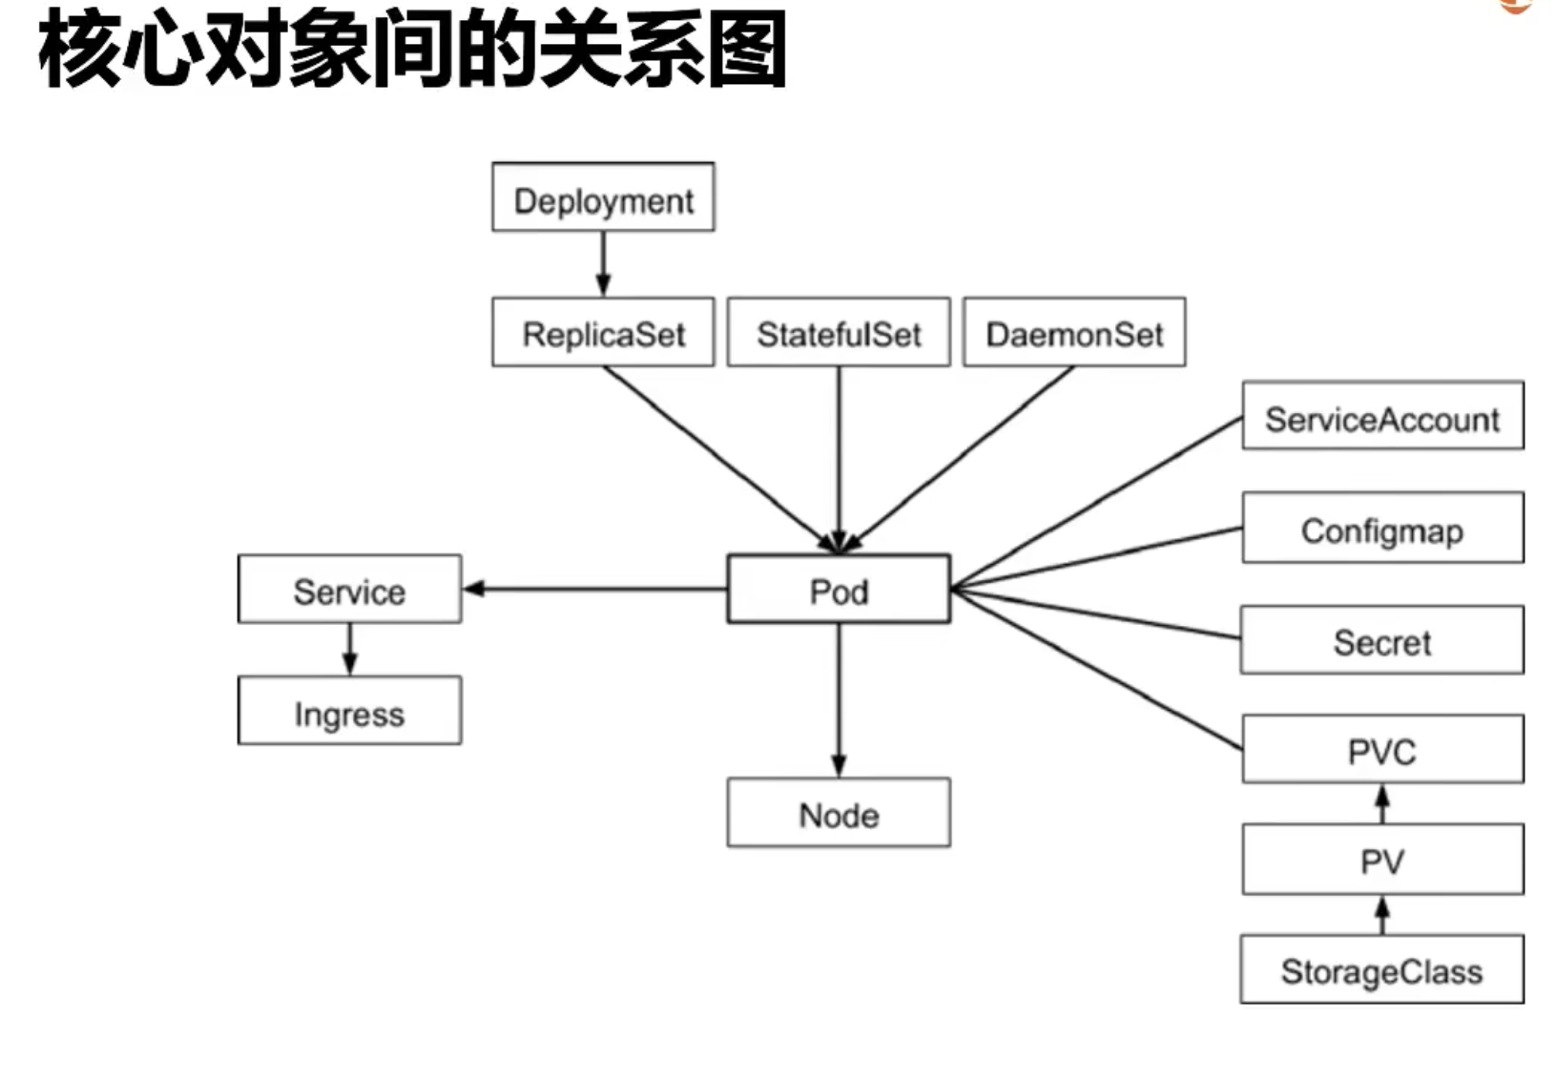 核心对象间的关系图
Deployment
ReplicaSet
StatefulSet
DaemonSet
ServiceAccount
Configmap
Service
Pod
Secret
Ingress
PVC
Node
PV
StorageClass